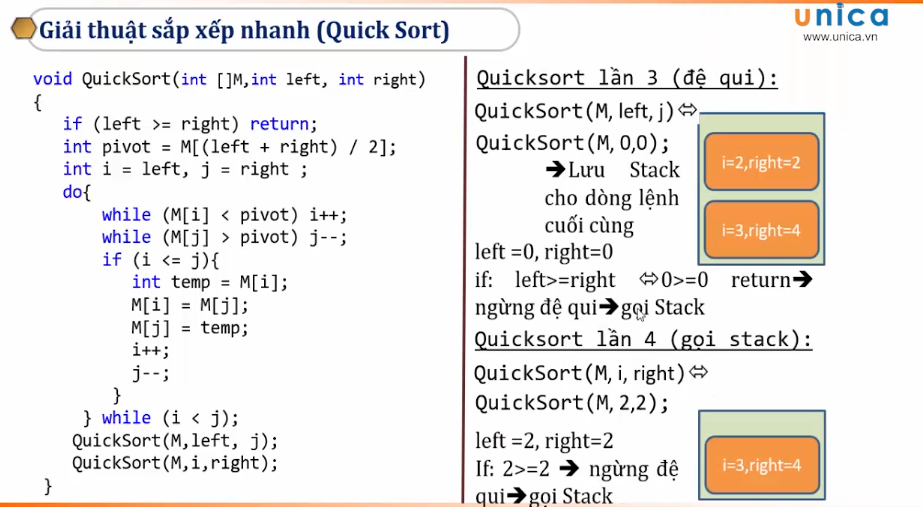 Giải thuật sắp xếp nhanh (Quick Sort)
unica
www.unica.vn
void QuickSort(int []M,int left, int right)
{
if (left >= right) return;
int pivot = M[(left + right) / 2];
int i = left, j = right ;
do{
while (M[i] < pivot) i++;
while (M[j] > pivot) j--;
if (i <= j){
int temp = M[i];
M[i] = M[j];
M[j] = temp;
i++;
j--;
}
} while (i < j);
QuickSort(M,left, j);
QuickSort(M,i,right);
}
Quicksort lần 3 (đệ qui):
QuickSort(M, left, j)⬄
QuickSort(M, 0,0);
➔Lưu Stack
cho dòng lệnh
cuối cùng
left =0, right=0
if: left>=right ⬄0>=0 return➔
ngừng đệ qui➔gọi Stack
i=2,right=2
i=3,right=4
Quicksort lần 4 (gọi stack):
QuickSort(M, i, right)⬄
QuickSort(M, 2,2);
left =2, right=2
If: 2>=2 ➔ ngừng đệ
qui➔gọi Stack
i=3,right=4